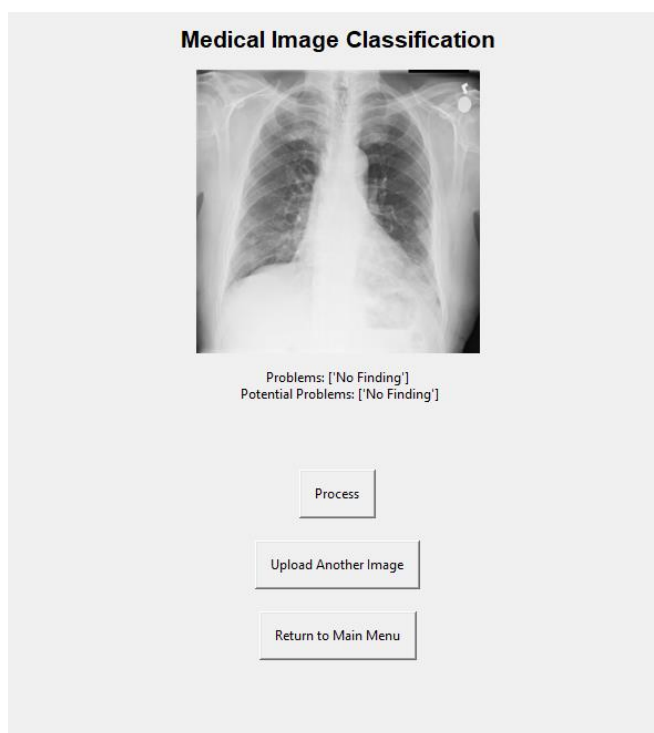 Medical Image Classification
Problems: ['No Finding']
Potential Problems: ['No Finding']
Process
Upload Another Image
Return to Main Menu